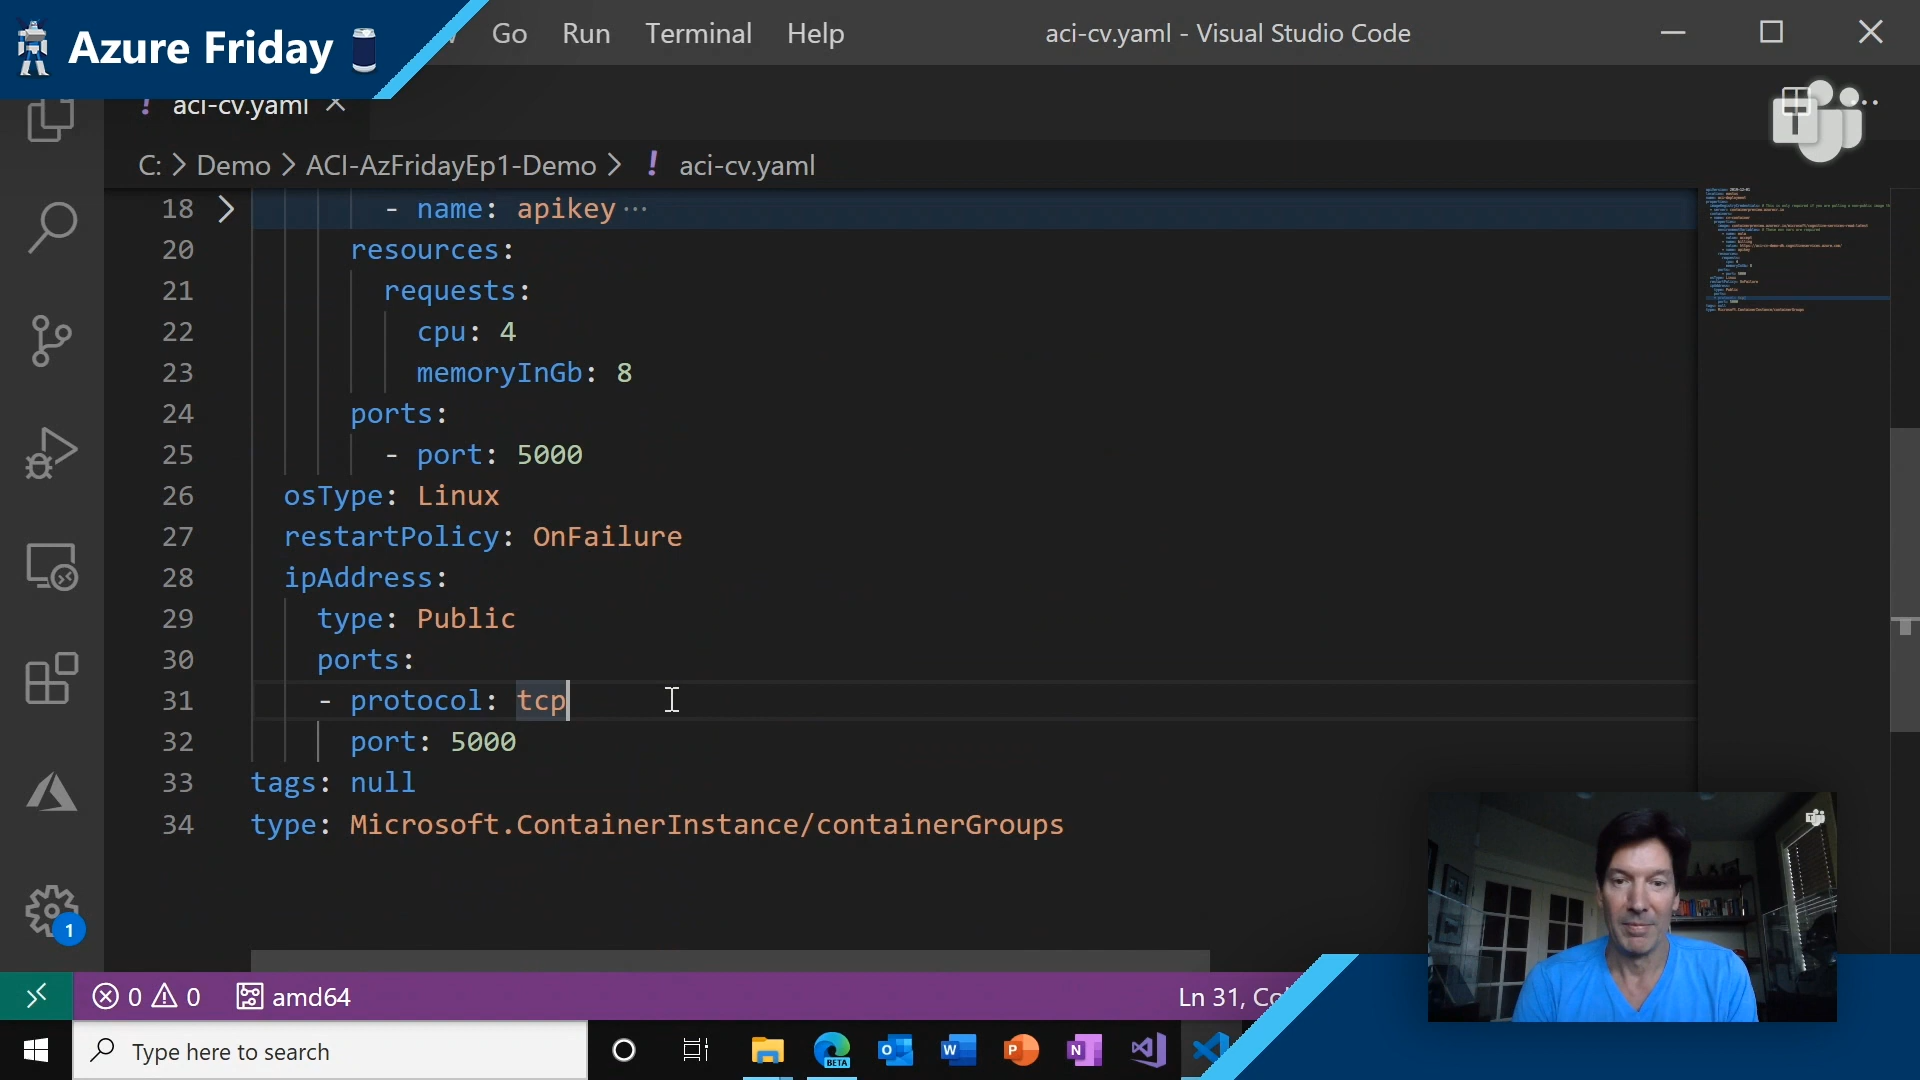 Azure Friday
Go Run Terminal Help
aci-cv.yaml - Visual Studio Code
! aci-cv.yaml
C: > Demo > ACI-AzFridayEp1-Demo > ! aci-cv.yaml
18 - name: apikey ...
20 resources:
21 requests:
22 cpu: 4
23 memoryInGb: 8
24 ports:
25 - port: 5000
26 osType: Linux
27 restartPolicy: OnFailure
28 ipAddress:
29 type: Public
30 ports:
31 - protocol: tcp
32 port: 5000
33 tags: null
34 type: Microsoft.ContainerInstance/containerGroups
1
0 0 amd64
Ln 31,
Type here to search
BETA